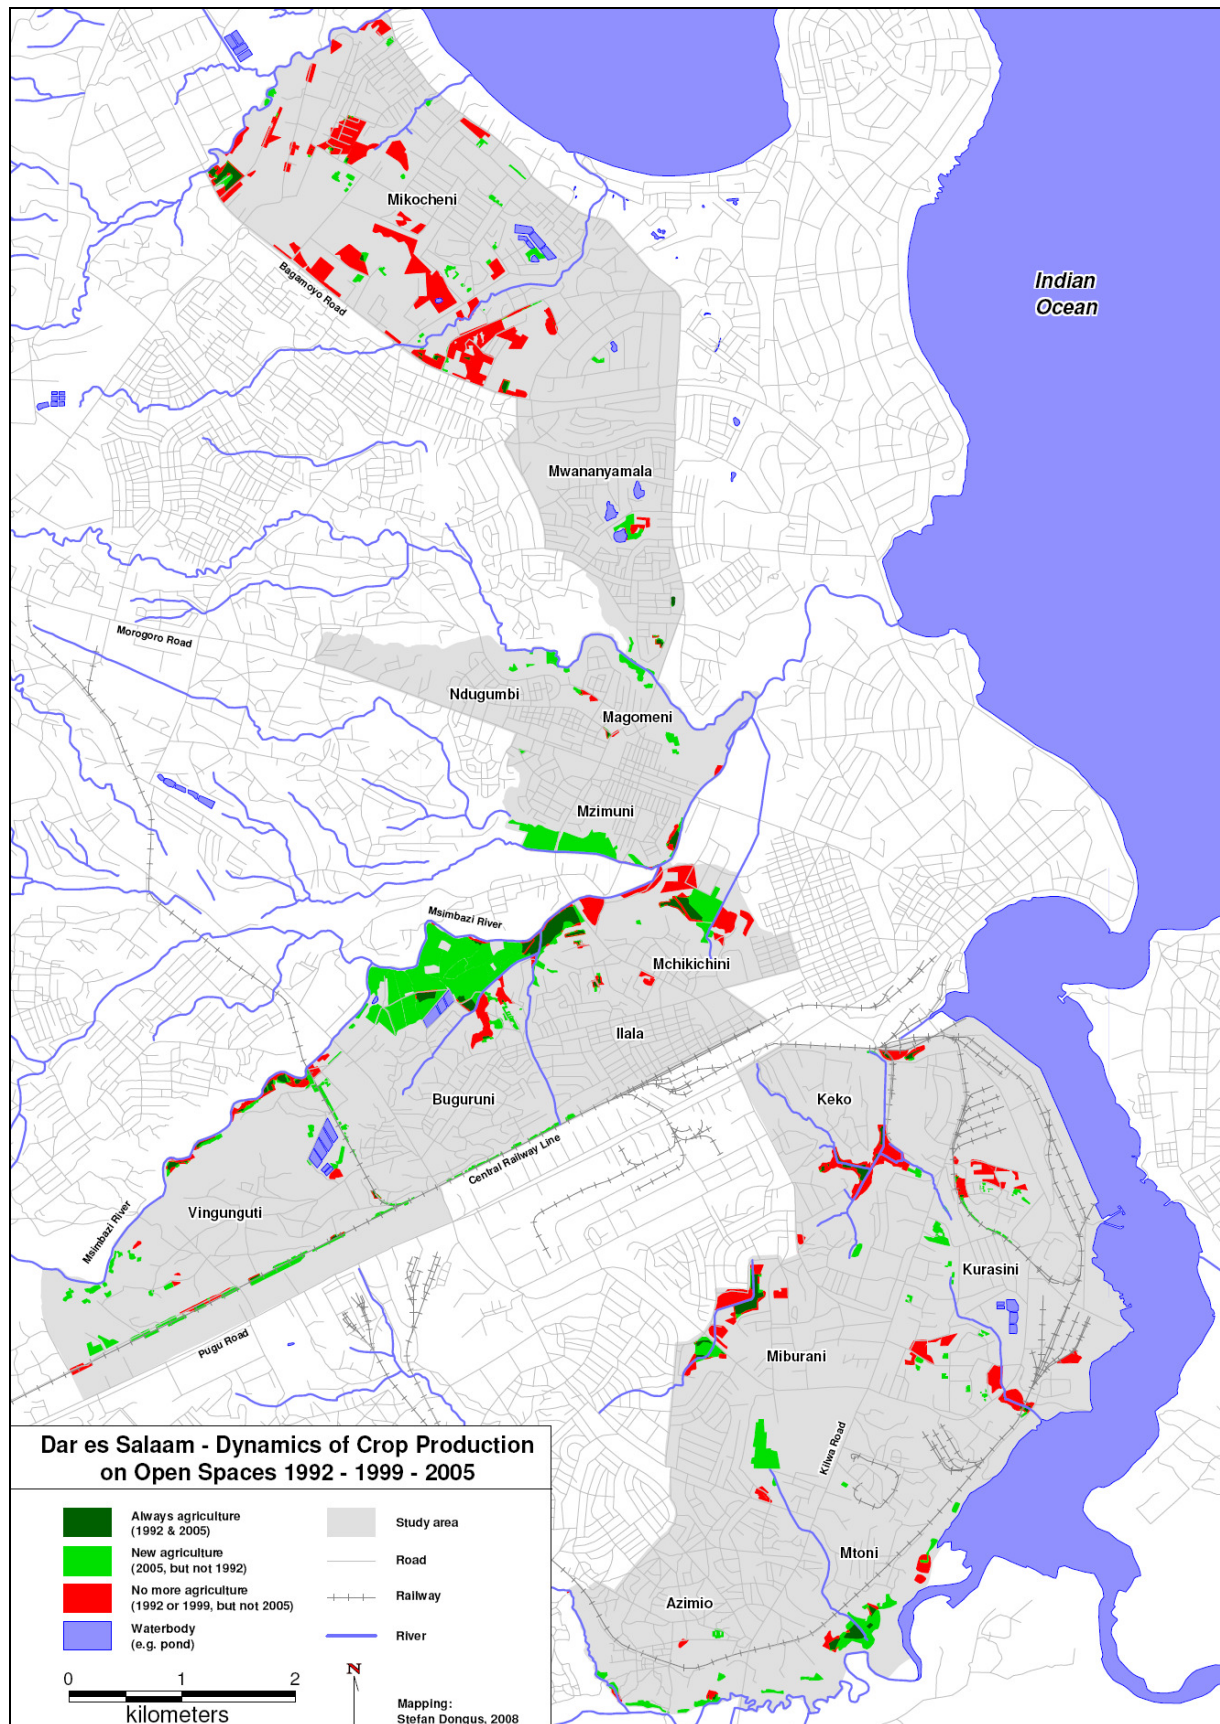 Mikocheni
Bagamoyo Road
Indian
Ocean
Mwananyamala
Morogoro Road
Ndugumbi
Magomeni
Mzimuni
Msimbazi River
Mchikichini
Ilala
Buguruni
Keko
Central Railway Line
Vingunguti
Msimbazi River
Kurasini
Pugu Road
Miburani
Kilwa Road
Mtoni
Azimio
Dar es Salaam - Dynamics of Crop Production
on Open Spaces 1992 - 1999 - 2005
Always agriculture
(1992 & 2005)
New agriculture
(2005, but not 1992)
No more agriculture
(1992 or 1999, but not 2005)
Waterbody
(e.g. pond)
Study area
Road
Railway
River
0 1 2
kilometers
N
Mapping:
Stefan Dongus, 2008